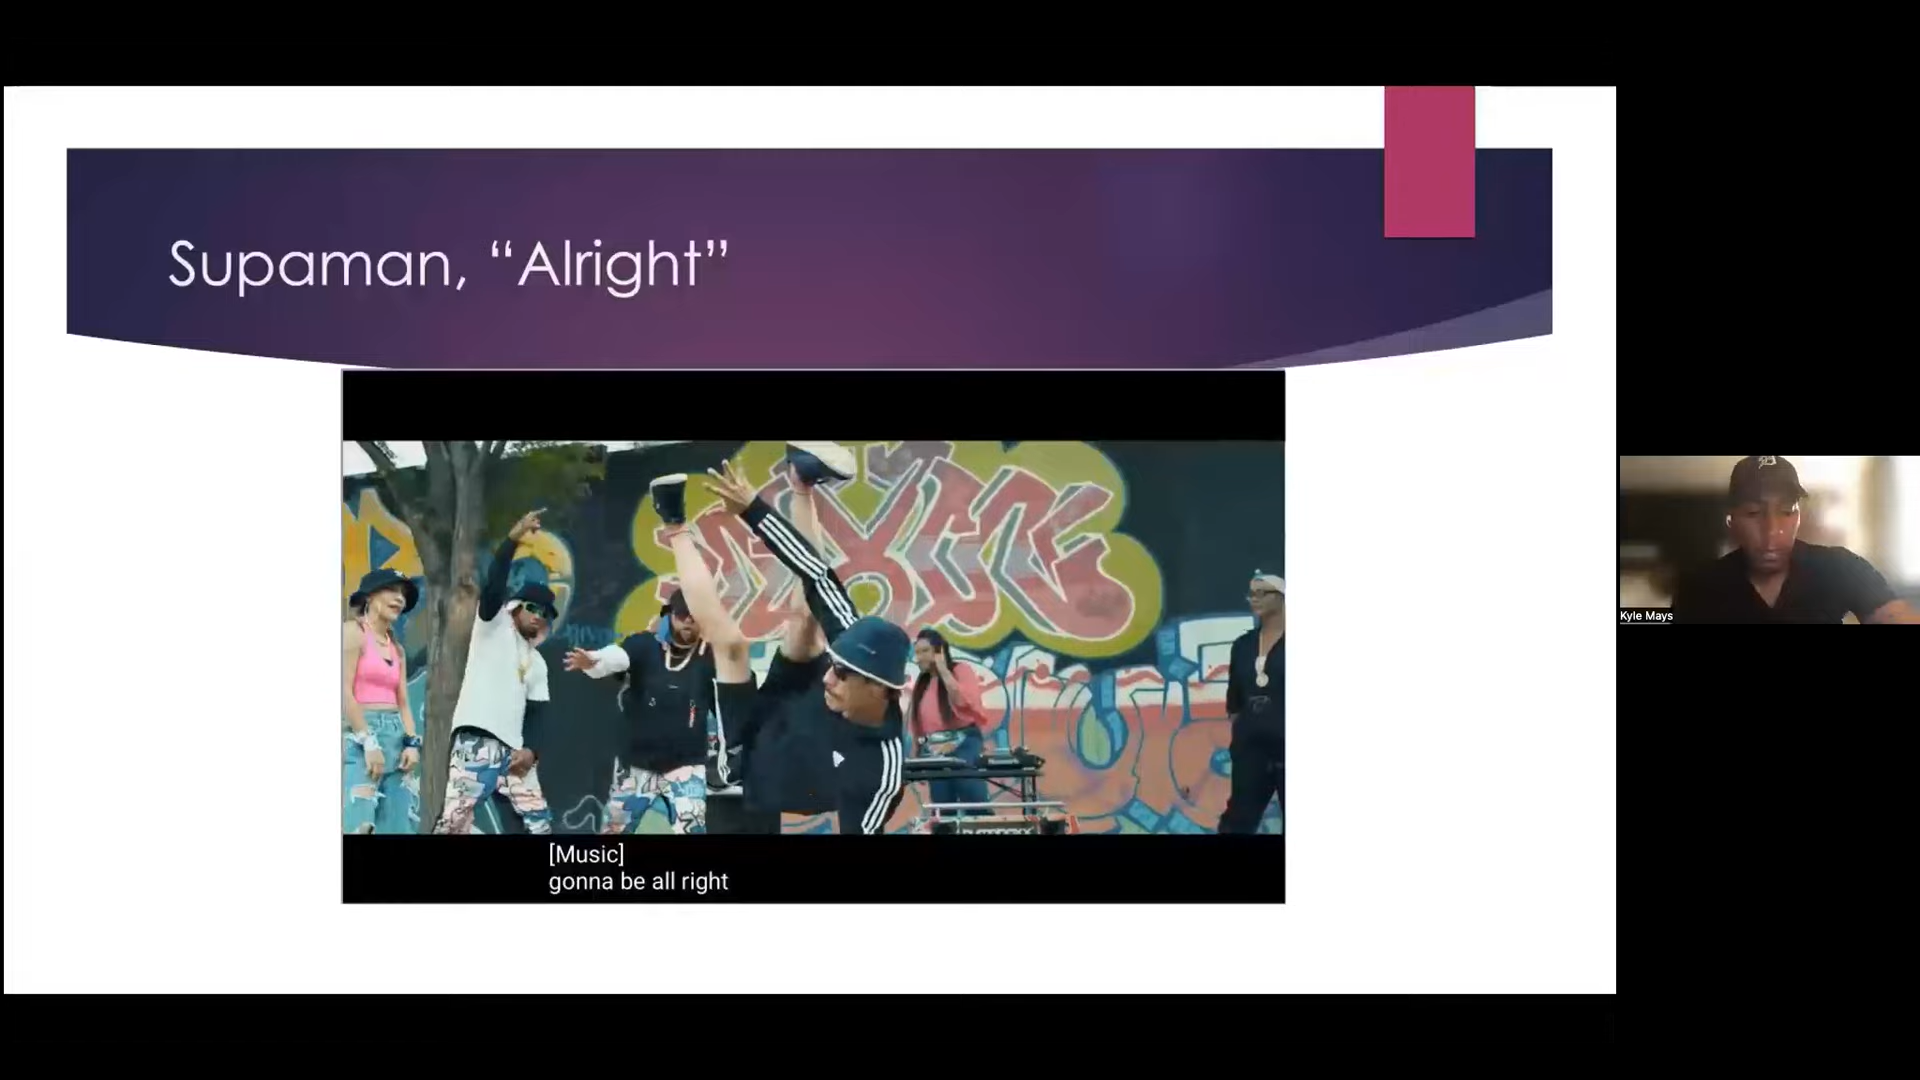 Supaman, “Alright”
[Music]
gonna be all right
Kyle Mays